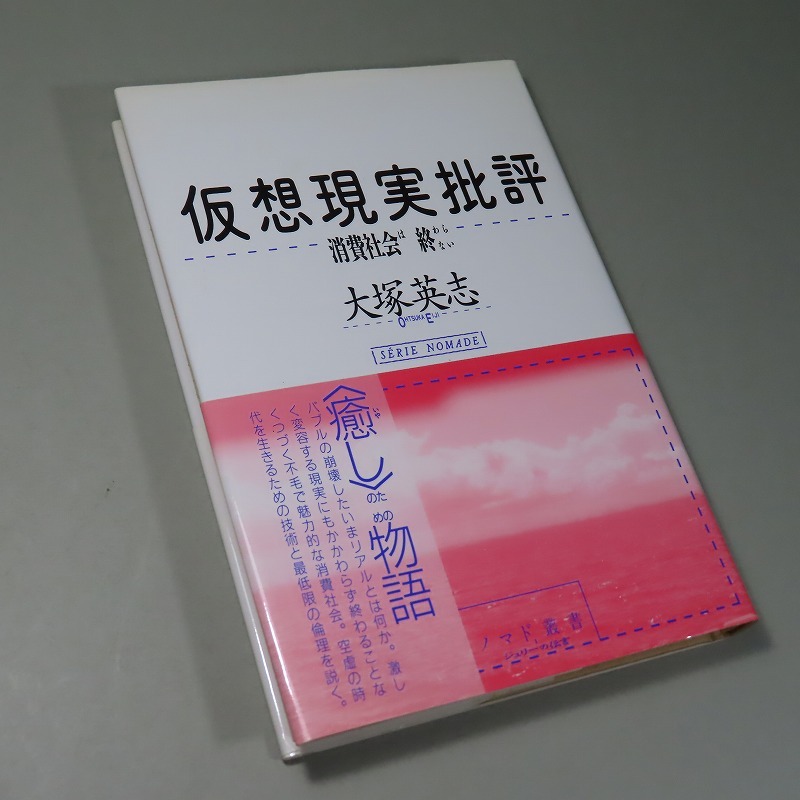 仮想現実批評
消費社会は終わらない
大塚英志
OHTSUKA EIJI
SÉRIE NOMADE
〈癒し〉のための物語
いや
バブルの崩壊したいまリアルとは何か。激し
く変容する現実にもかかわらず終わることな
くつづく不毛で魅力的な消費社会。空虚の時
代を生きるための技術と最低限の倫理を説く。
ノマド叢書